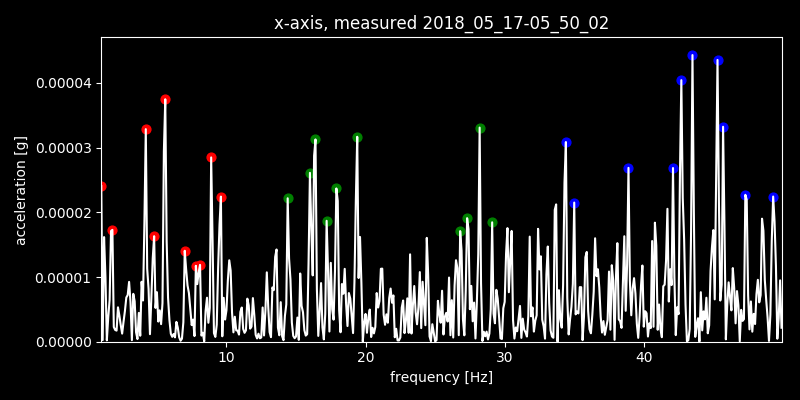 x-axis, measured 2018_05_17-05_50_02
0.00004
0.00003
0.00002
0.00001
0.00000
acceleration [g]
10 20 30 40
frequency [Hz]